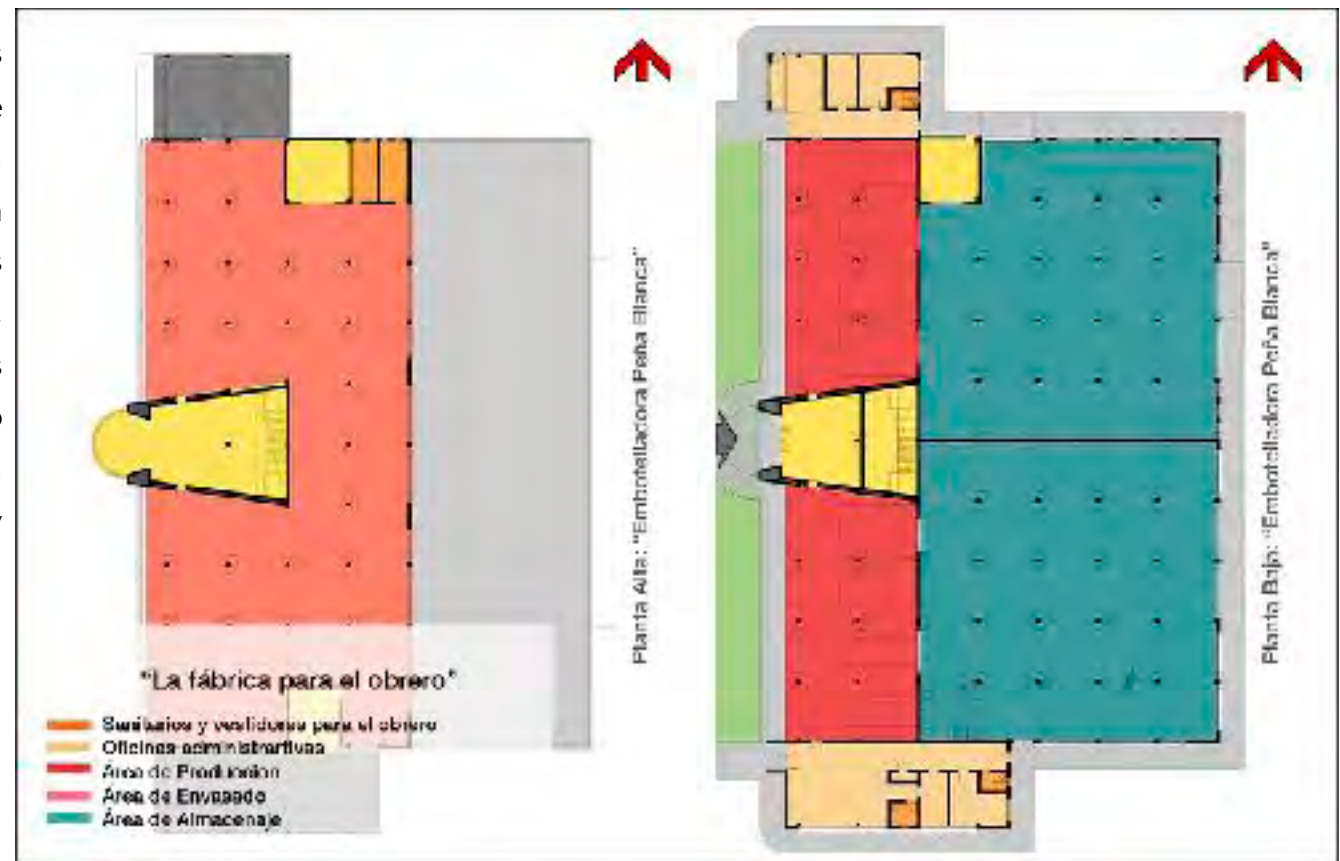 Planta Alta: "Embotelladora Peña Blanca"
Planta Baja: "Embotelladora Peña Blanca"
"La fábrica para el obrero"
Sanitarios y vestidores para el obrero
Oficinas administrartivas
Área de Producción
Área de Envasado
Área de Almacenaje